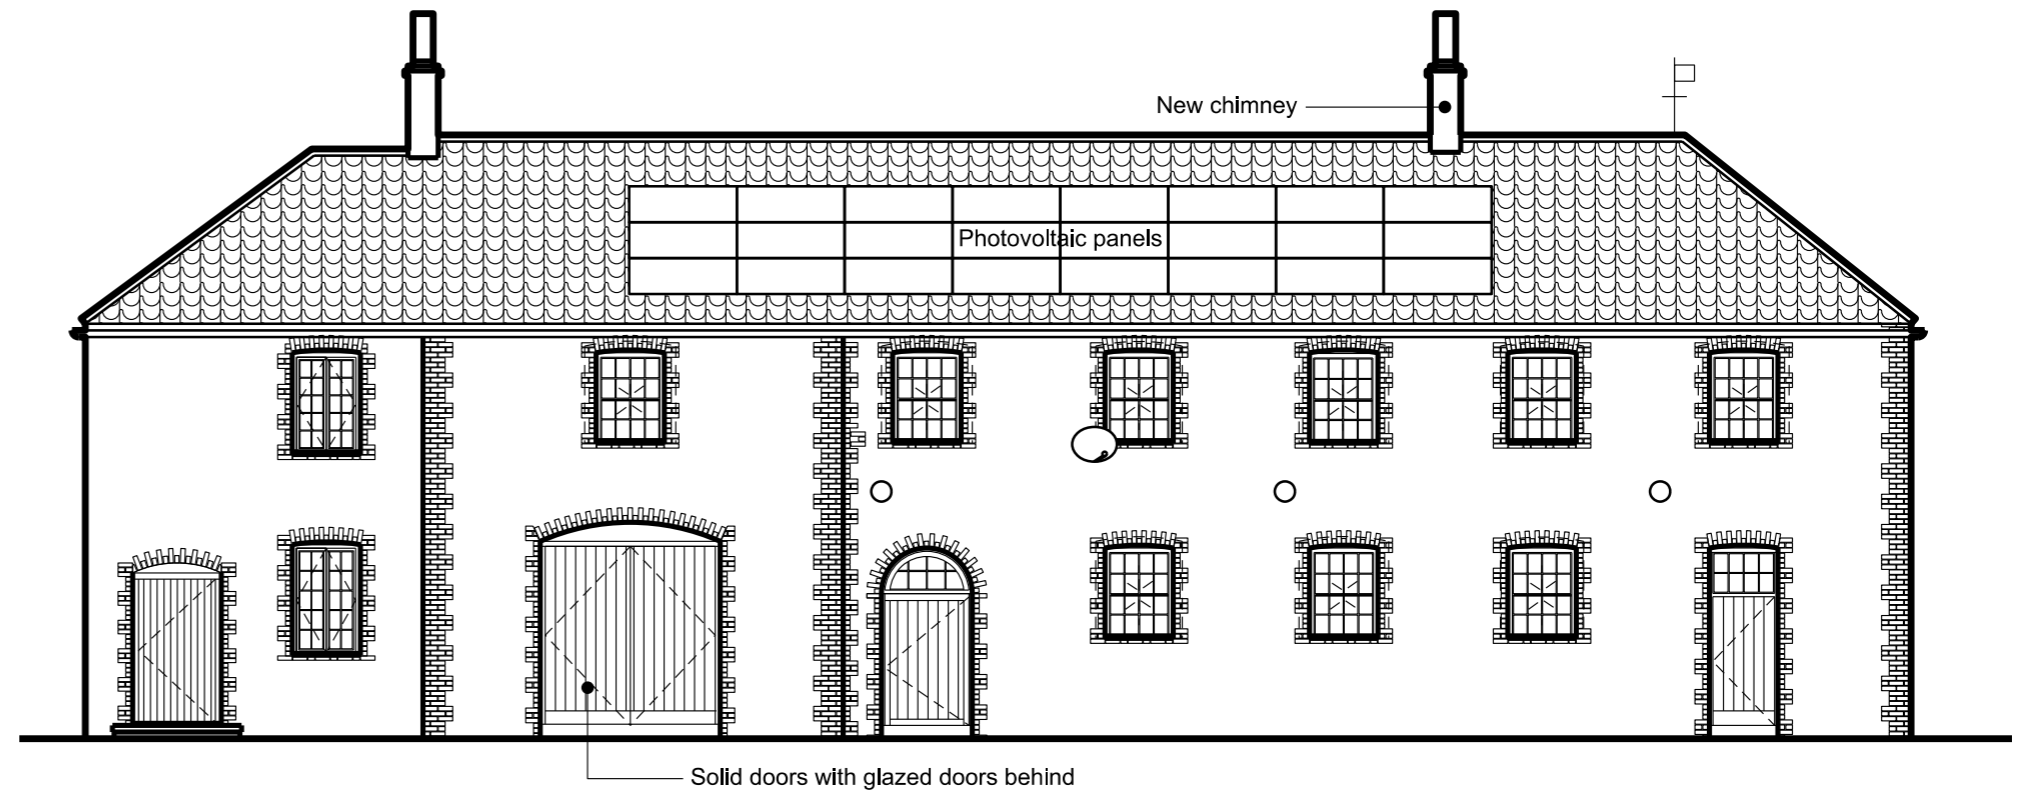 New chimney
Photovoltaic panels
Solid doors with glazed doors behind